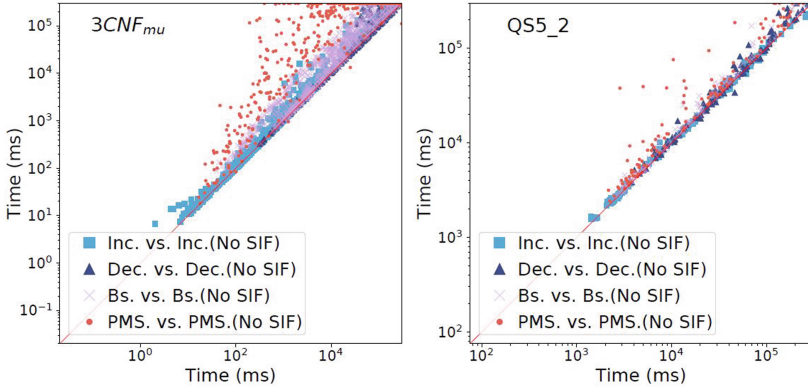 3CNF_mu
10^5
10^4
10^3
10^2
10^1
10^0
10^-1
Time (ms)
Inc. vs. Inc.(No SIF)
Dec. vs. Dec.(No SIF)
Bs. vs. Bs.(No SIF)
PMS. vs. PMS.(No SIF)
10^0
10^2
10^4
Time (ms)
QS5_2
10^5
10^4
10^3
10^2
Time (ms)
Inc. vs. Inc.(No SIF)
Dec. vs. Dec.(No SIF)
Bs. vs. Bs.(No SIF)
PMS. vs. PMS.(No SIF)
10^2
10^3
10^4
10^5
Time (ms)